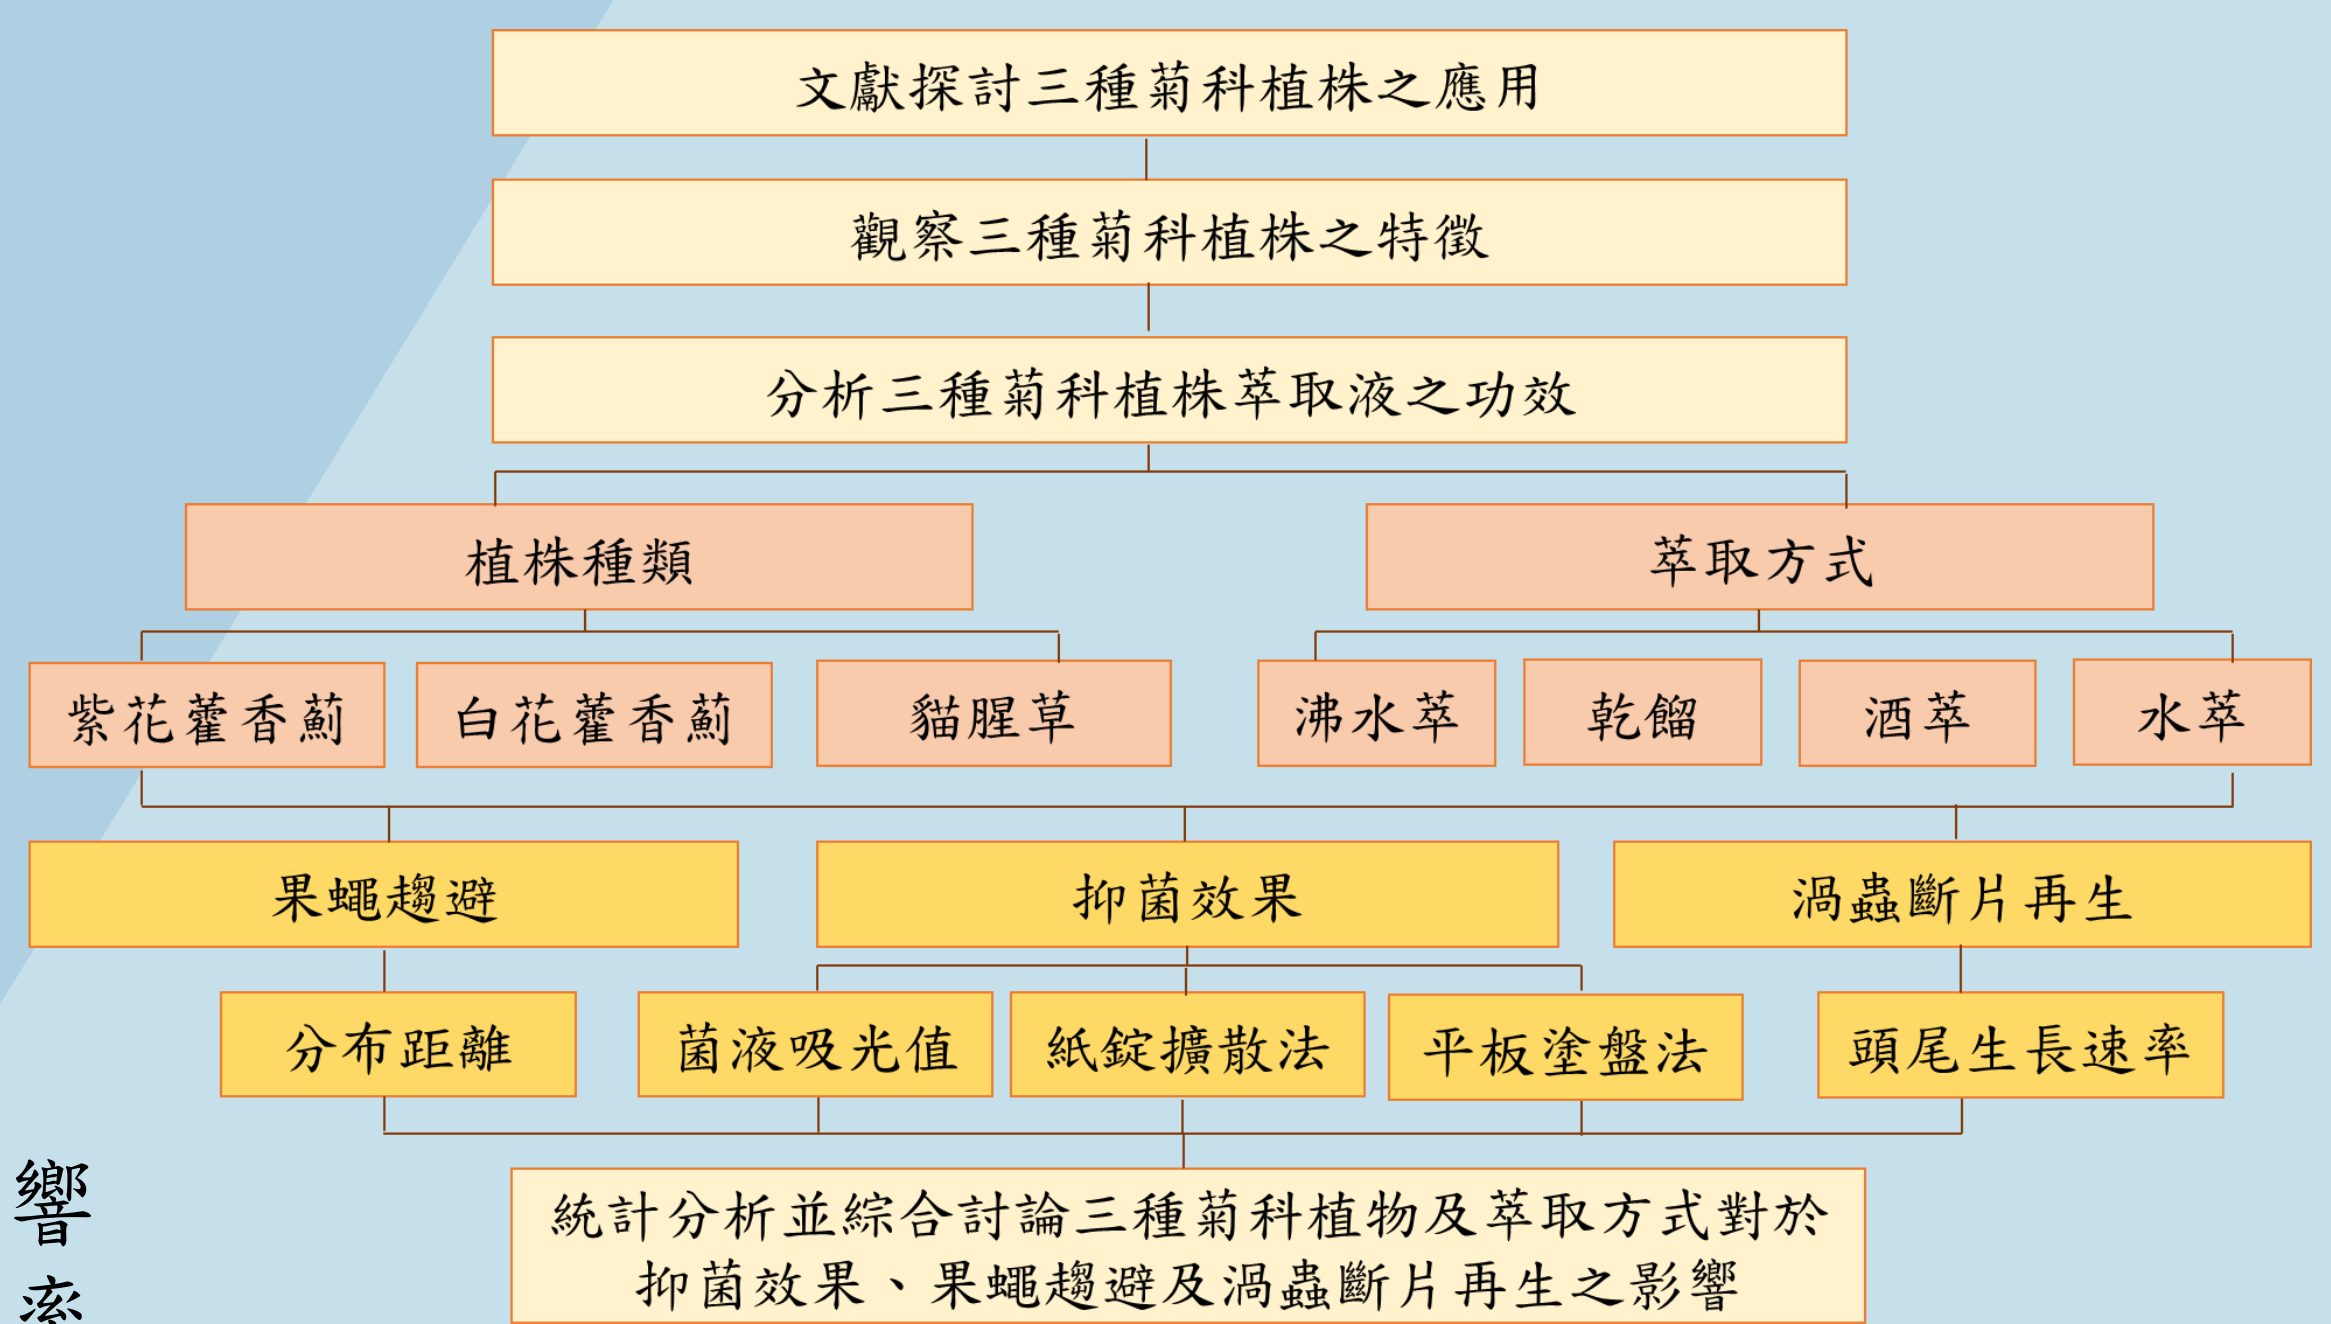 文獻探討三種菊科植株之應用
觀察三種菊科植株之特徵
分析三種菊科植株萃取液之功效
植株種類
萃取方式
紫花藿香薊
白花藿香薊
貓腥草
沸水萃
乾餾
酒萃
水萃
果蠅趨避
抑菌效果
渦蟲斷片再生
分布距離
菌液吸光值
紙錠擴散法
平板塗盤法
頭尾生長速率
統計分析並綜合討論三種菊科植物及萃取方式對於
抑菌效果、果蠅趨避及渦蟲斷片再生之影響
響